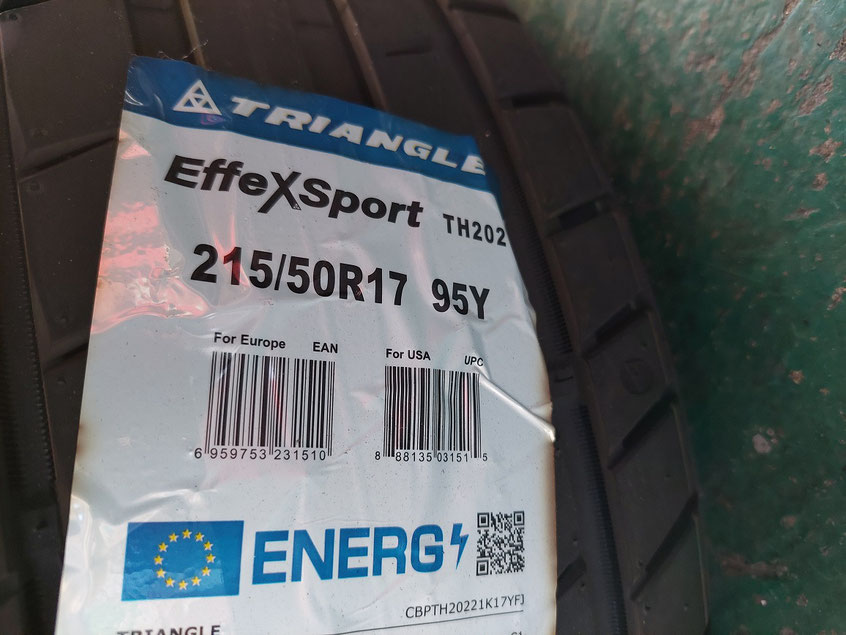 TRIANGLE
EffeXSport TH202
215/50R17 95Y
For Europe EAN For USA UPC
6 959753 231510 8 88135 03151 5
ENERG
CBPTH20221K17YFJ
TRIANGLE